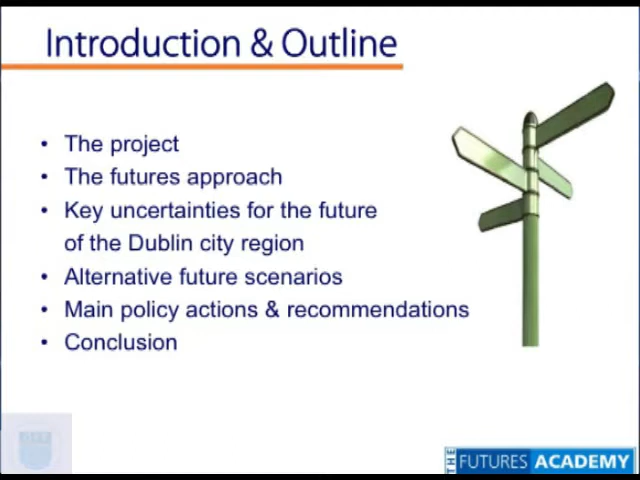 Introduction & Outline
• The project
• The futures approach
• Key uncertainties for the future
of the Dublin city region
• Alternative future scenarios
• Main policy actions & recommendations
• Conclusion
THE FUTURES ACADEMY